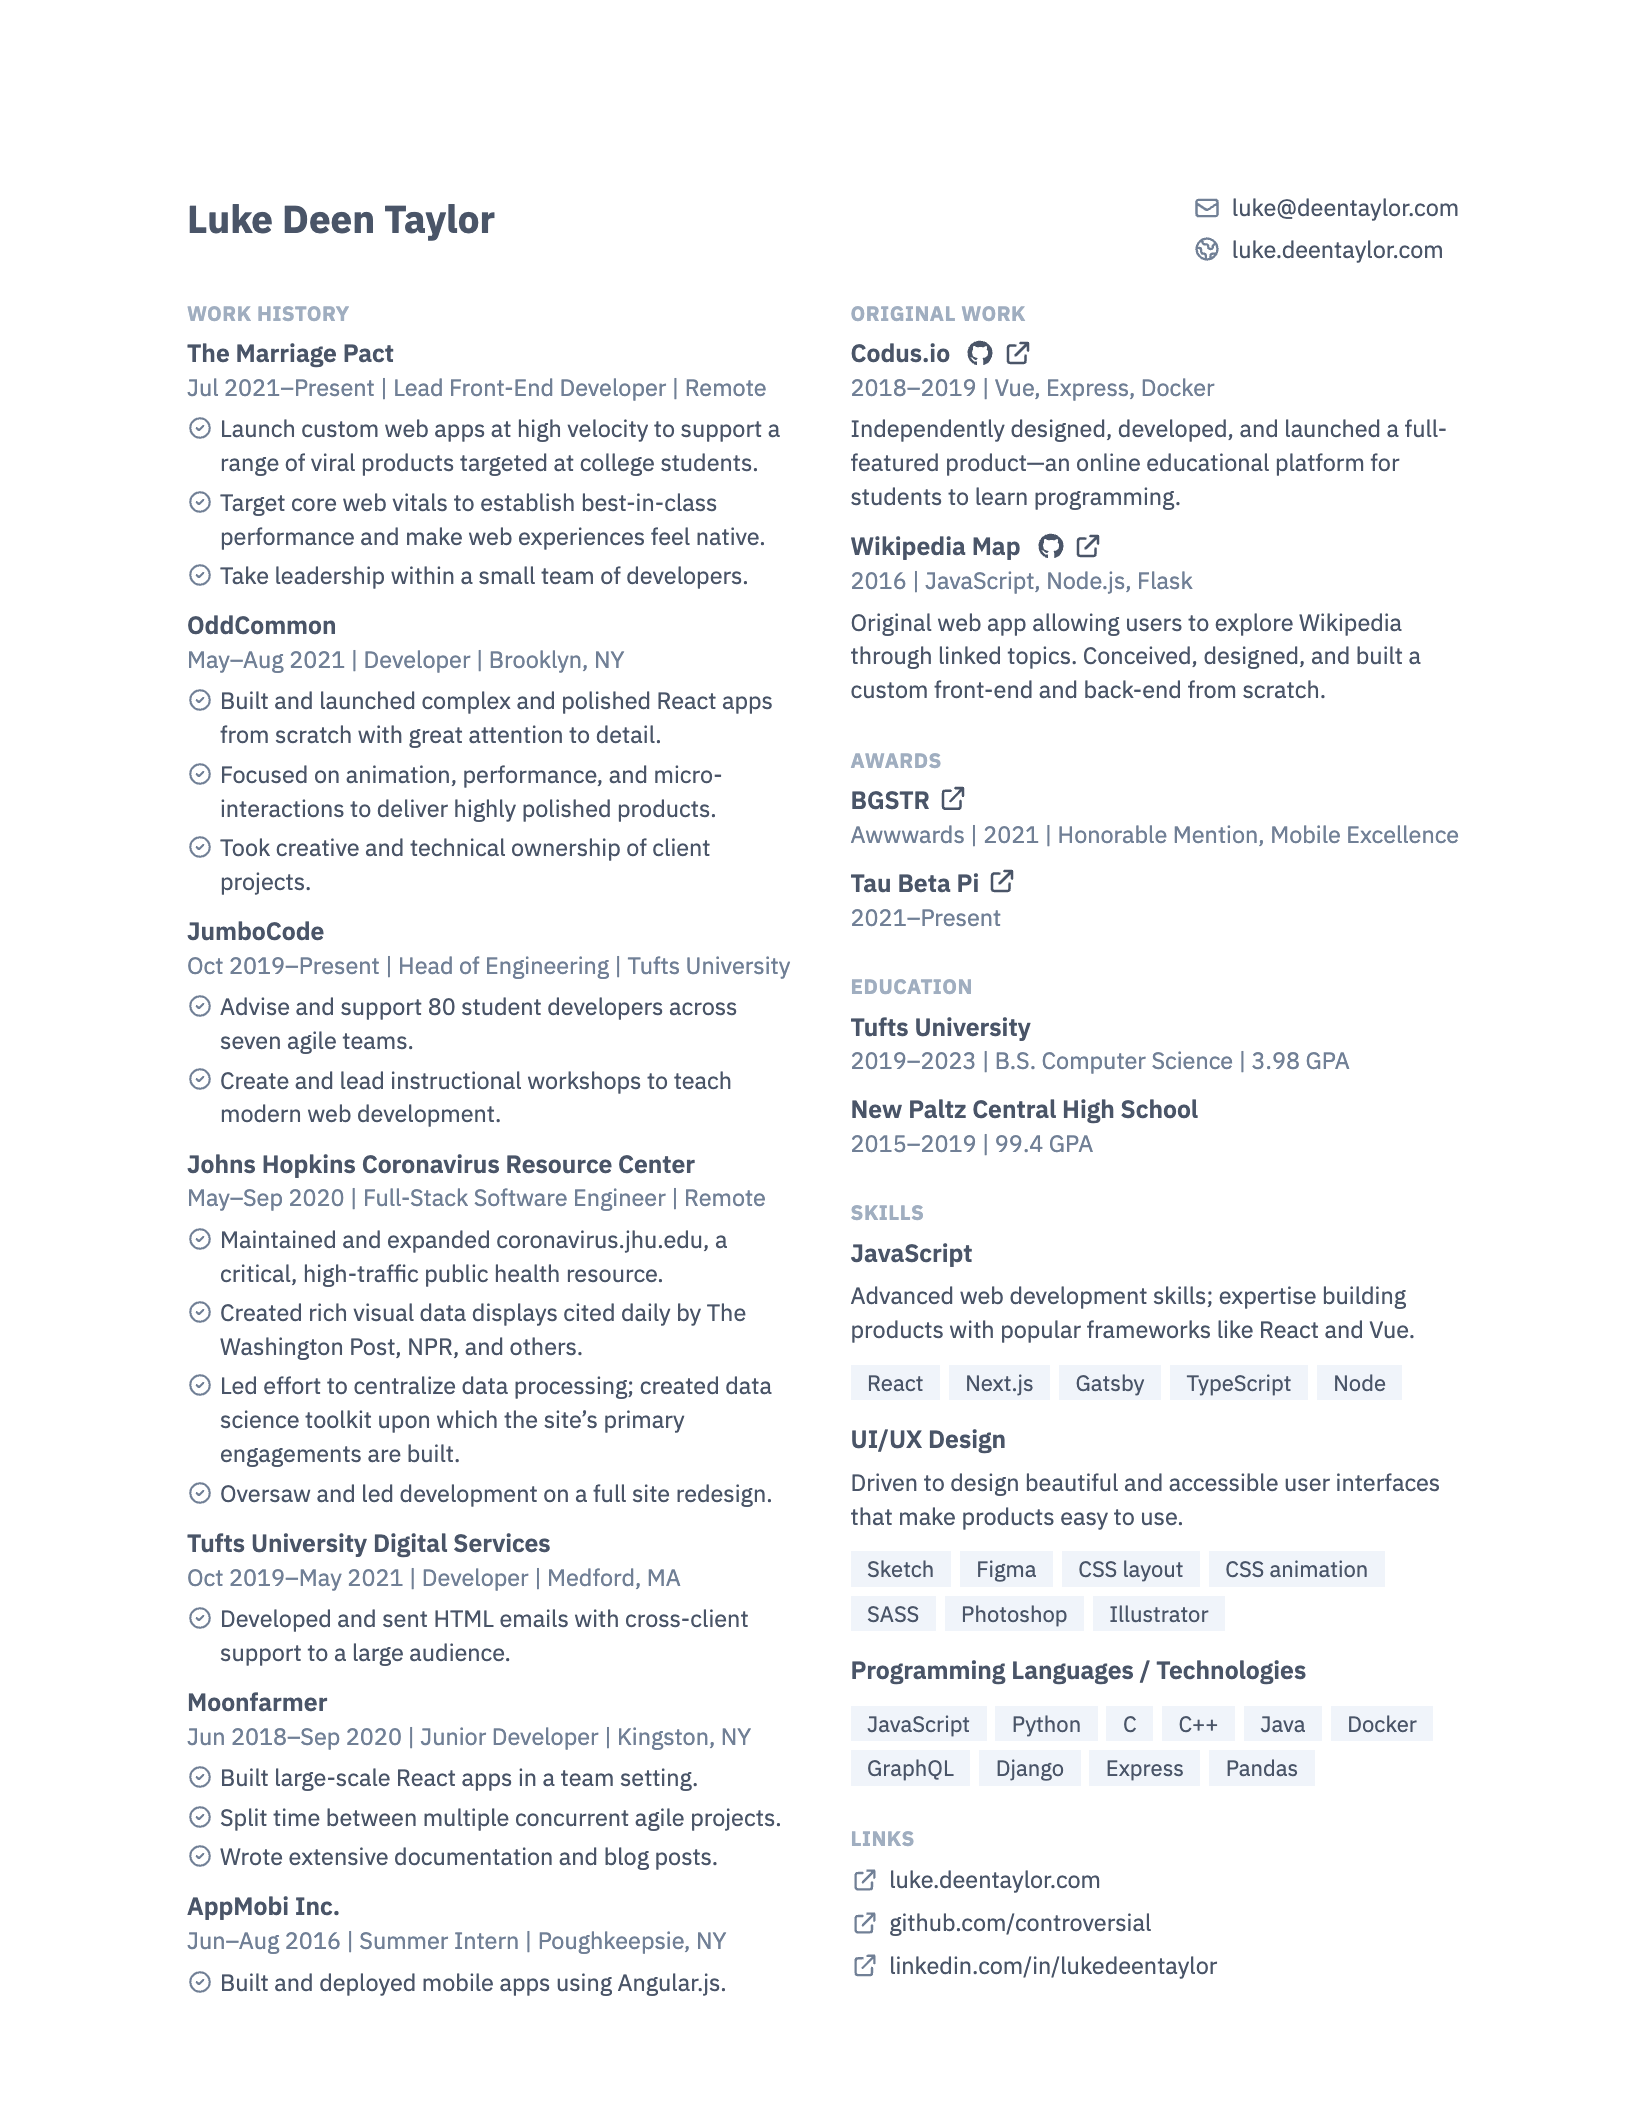 Luke Deen Taylor
luke@deentaylor.com
luke.deentaylor.com
WORK HISTORY
The Marriage Pact
Jul 2021–Present | Lead Front-End Developer | Remote
Launch custom web apps at high velocity to support a
range of viral products targeted at college students.
Target core web vitals to establish best-in-class
performance and make web experiences feel native.
Take leadership within a small team of developers.
OddCommon
May–Aug 2021 | Developer | Brooklyn, NY
Built and launched complex and polished React apps
from scratch with great attention to detail.
Focused on animation, performance, and micro-
interactions to deliver highly polished products.
Took creative and technical ownership of client
projects.
JumboCode
Oct 2019–Present | Head of Engineering | Tufts University
Advise and support 80 student developers across
seven agile teams.
Create and lead instructional workshops to teach
modern web development.
Johns Hopkins Coronavirus Resource Center
May–Sep 2020 | Full-Stack Software Engineer | Remote
Maintained and expanded coronavirus.jhu.edu, a
critical, high-traffic public health resource.
Created rich visual data displays cited daily by The
Washington Post, NPR, and others.
Led effort to centralize data processing; created data
science toolkit upon which the site’s primary
engagements are built.
Oversaw and led development on a full site redesign.
Tufts University Digital Services
Oct 2019–May 2021 | Developer | Medford, MA
Developed and sent HTML emails with cross-client
support to a large audience.
Moonfarmer
Jun 2018–Sep 2020 | Junior Developer | Kingston, NY
Built large-scale React apps in a team setting.
Split time between multiple concurrent agile projects.
Wrote extensive documentation and blog posts.
AppMobi Inc.
Jun–Aug 2016 | Summer Intern | Poughkeepsie, NY
Built and deployed mobile apps using Angular.js.
ORIGINAL WORK
Codus.io
2018–2019 | Vue, Express, Docker
Independently designed, developed, and launched a full-
featured product—an online educational platform for
students to learn programming.
Wikipedia Map
2016 | JavaScript, Node.js, Flask
Original web app allowing users to explore Wikipedia
through linked topics. Conceived, designed, and built a
custom front-end and back-end from scratch.
AWARDS
BGSTR
Awwwards | 2021 | Honorable Mention, Mobile Excellence
Tau Beta Pi
2021–Present
EDUCATION
Tufts University
2019–2023 | B.S. Computer Science | 3.98 GPA
New Paltz Central High School
2015–2019 | 99.4 GPA
SKILLS
JavaScript
Advanced web development skills; expertise building
products with popular frameworks like React and Vue.
React Next.js Gatsby TypeScript Node
UI/UX Design
Driven to design beautiful and accessible user interfaces
that make products easy to use.
Sketch Figma CSS layout CSS animation
SASS Photoshop Illustrator
Programming Languages / Technologies
JavaScript Python C C++ Java Docker
GraphQL Django Express Pandas
LINKS
luke.deentaylor.com
github.com/controversial
linkedin.com/in/lukedeentaylor